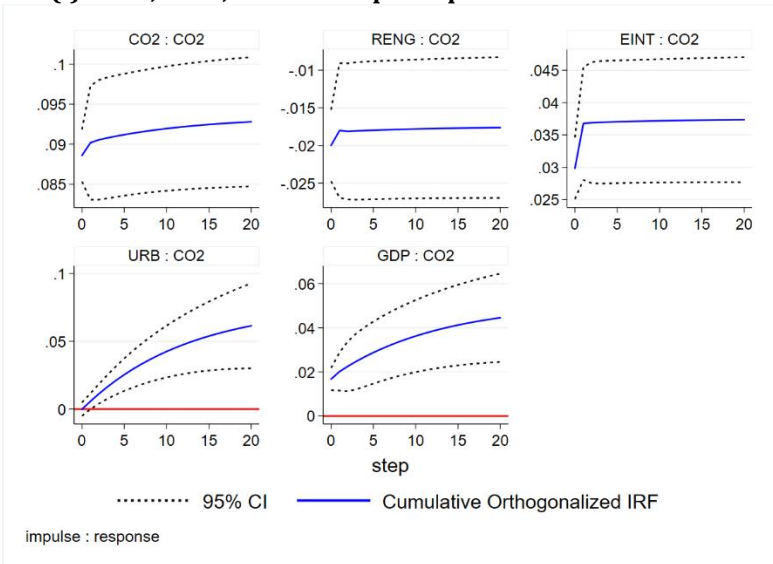 CO2 : CO2
.1
.095
.09
.085
0 5 10 15 20
RENG : CO2
-.01
-.015
-.02
-.025
0 5 10 15 20
EINT : CO2
.045
.04
.035
.03
.025
0 5 10 15 20
URB : CO2
.1
.05
0
0 5 10 15 20
GDP : CO2
.06
.04
.02
0
0 5 10 15 20
step
95% CI
Cumulative Orthogonalized IRF
impulse : response